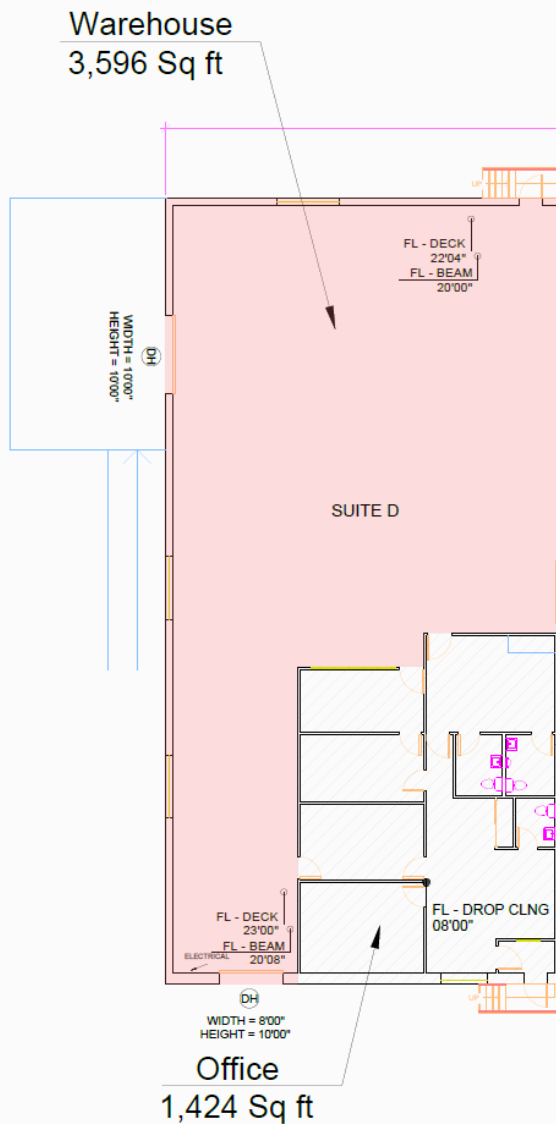 Warehouse
3,596 Sq ft
UP
FL - DECK
22'04"
FL - BEAM
20'00"
WIDTH = 10'00"
HEIGHT = 10'00"
DH
SUITE D
FL - DECK
23'00"
FL - BEAM
20'08"
ELECTRICAL
FL - DROP CLNG
08'00"
UP
DH
WIDTH = 8'00"
HEIGHT = 10'00"
Office
1,424 Sq ft